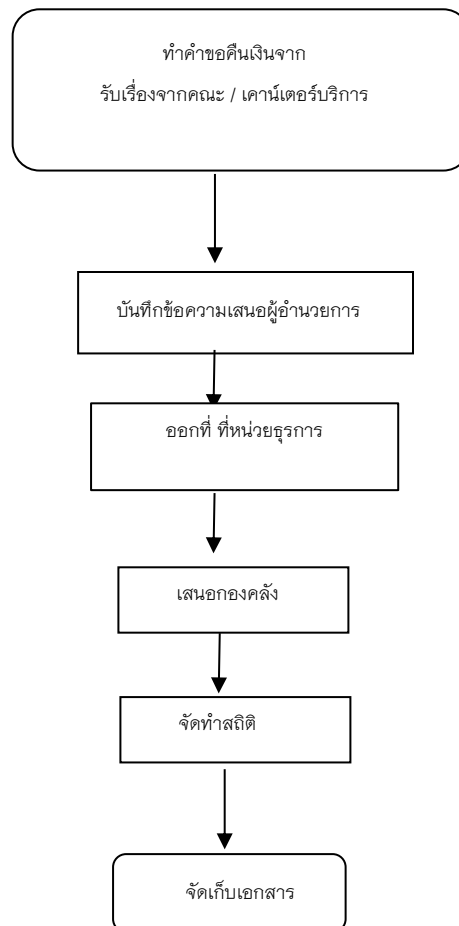 ทำคำขอคืนเงินจาก
รับเรื่องจากคณะ / เคาน์เตอร์บริการ
บันทึกข้อความเสนอผู้อำนวยการ
ออกที่ ที่หน่วยธุรการ
เสนอกองคลัง
จัดทำสถิติ
จัดเก็บเอกสาร